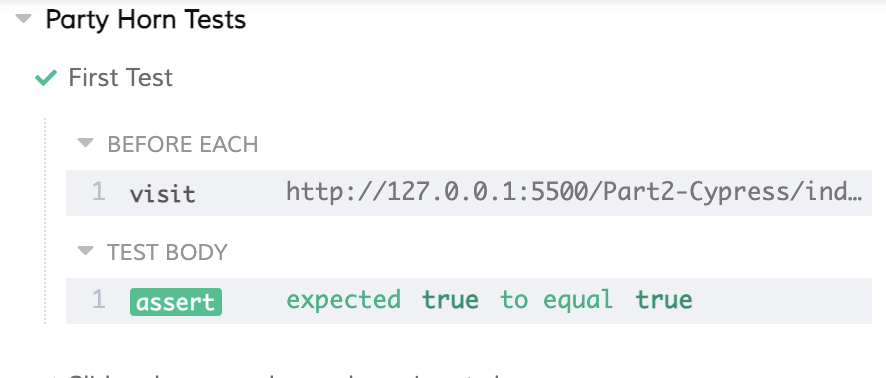 Party Horn Tests
First Test
BEFORE EACH
1 visit http://127.0.0.1:5500/Part2-Cypress/ind…
TEST BODY
1 assert expected true to equal true